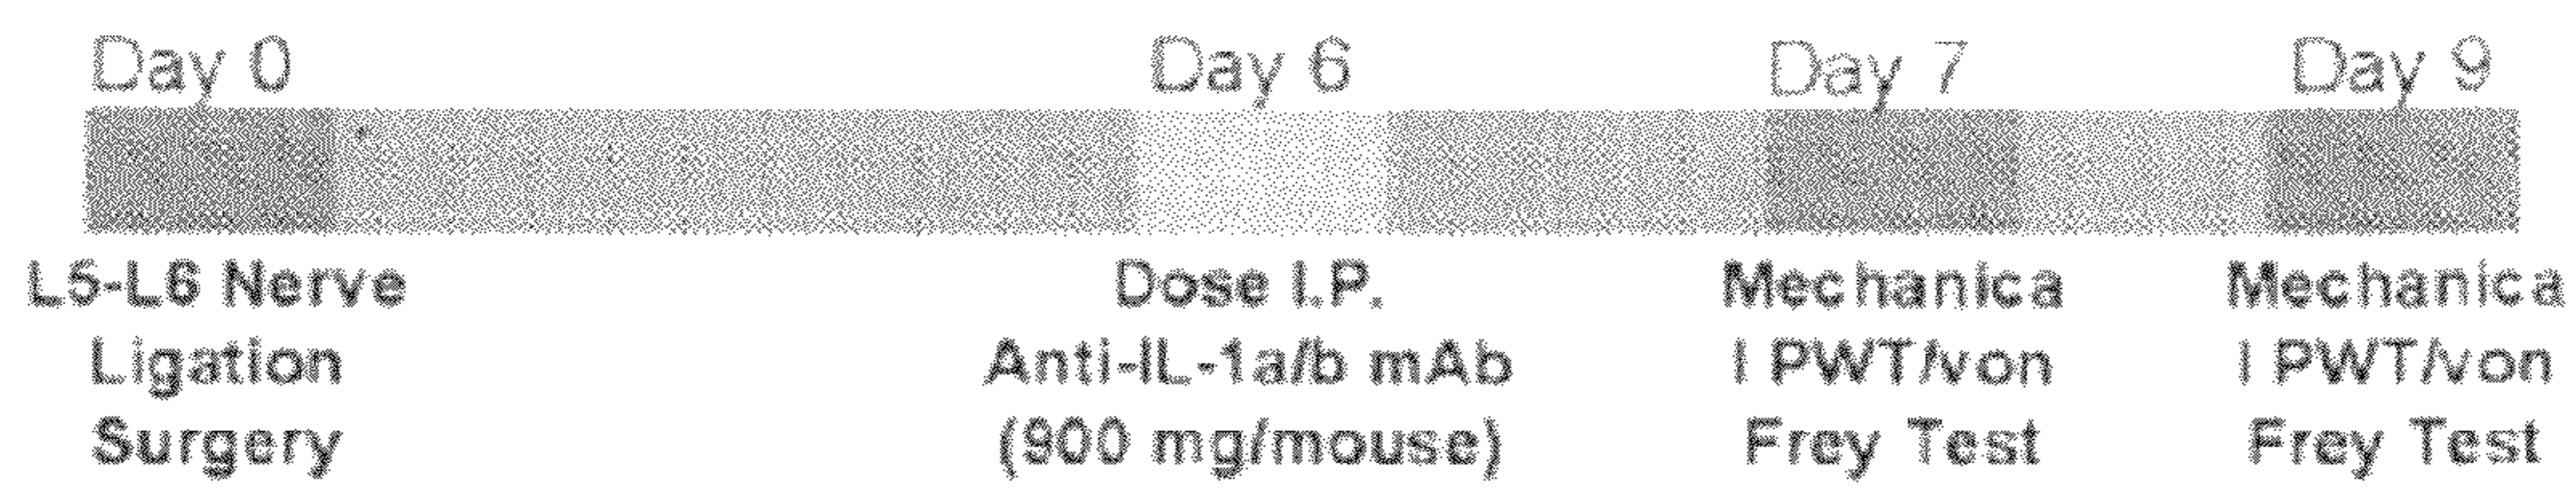 Day 0
Day 6
Day 7
Day 9
L5-L6 Nerve
Ligation
Surgery
Dose I.P.
Anti-IL-1a/b mAb
(900 mg/mouse)
Mechanica
l PWT/von
Frey Test
Mechanica
l PWT/von
Frey Test